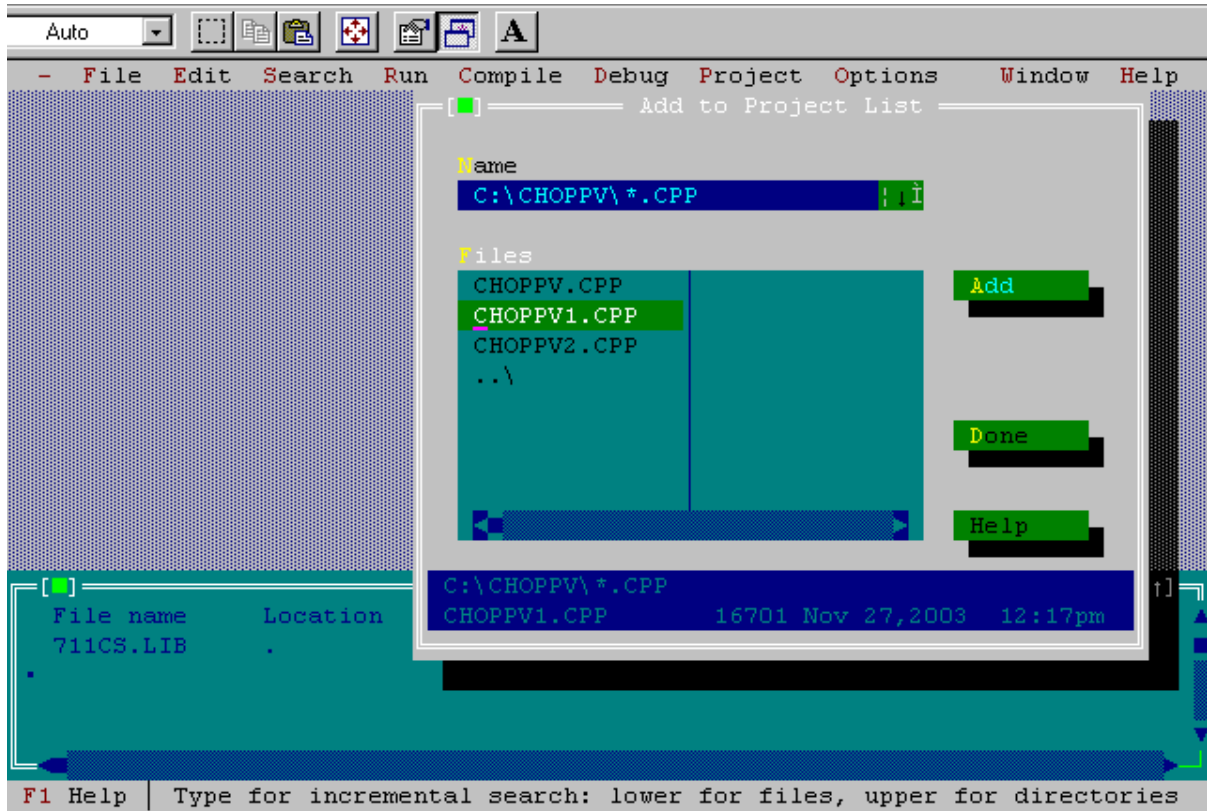 Auto A
- File Edit Search Run Compile Debug Project Options Window Help
[■] Add to Project List
Name
C:\CHOPPV\*.CPP ¦↓Ì
Files
CHOPPV.CPP
CHOPPV1.CPP
CHOPPV2.CPP
..\
Add
Done
Help
C:\CHOPPV\*.CPP
CHOPPV1.CPP 16701 Nov 27,2003 12:17pm
[■] ↑]
File name Location
711CS.LIB .
F1 Help │ Type for incremental search: lower for files, upper for directories